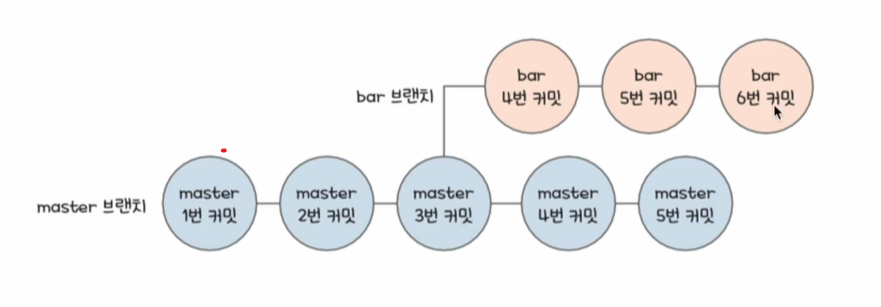 bar 브랜치
bar
4번 커밋
bar
5번 커밋
bar
6번 커밋
master 브랜치
master
1번 커밋
master
2번 커밋
master
3번 커밋
master
4번 커밋
master
5번 커밋